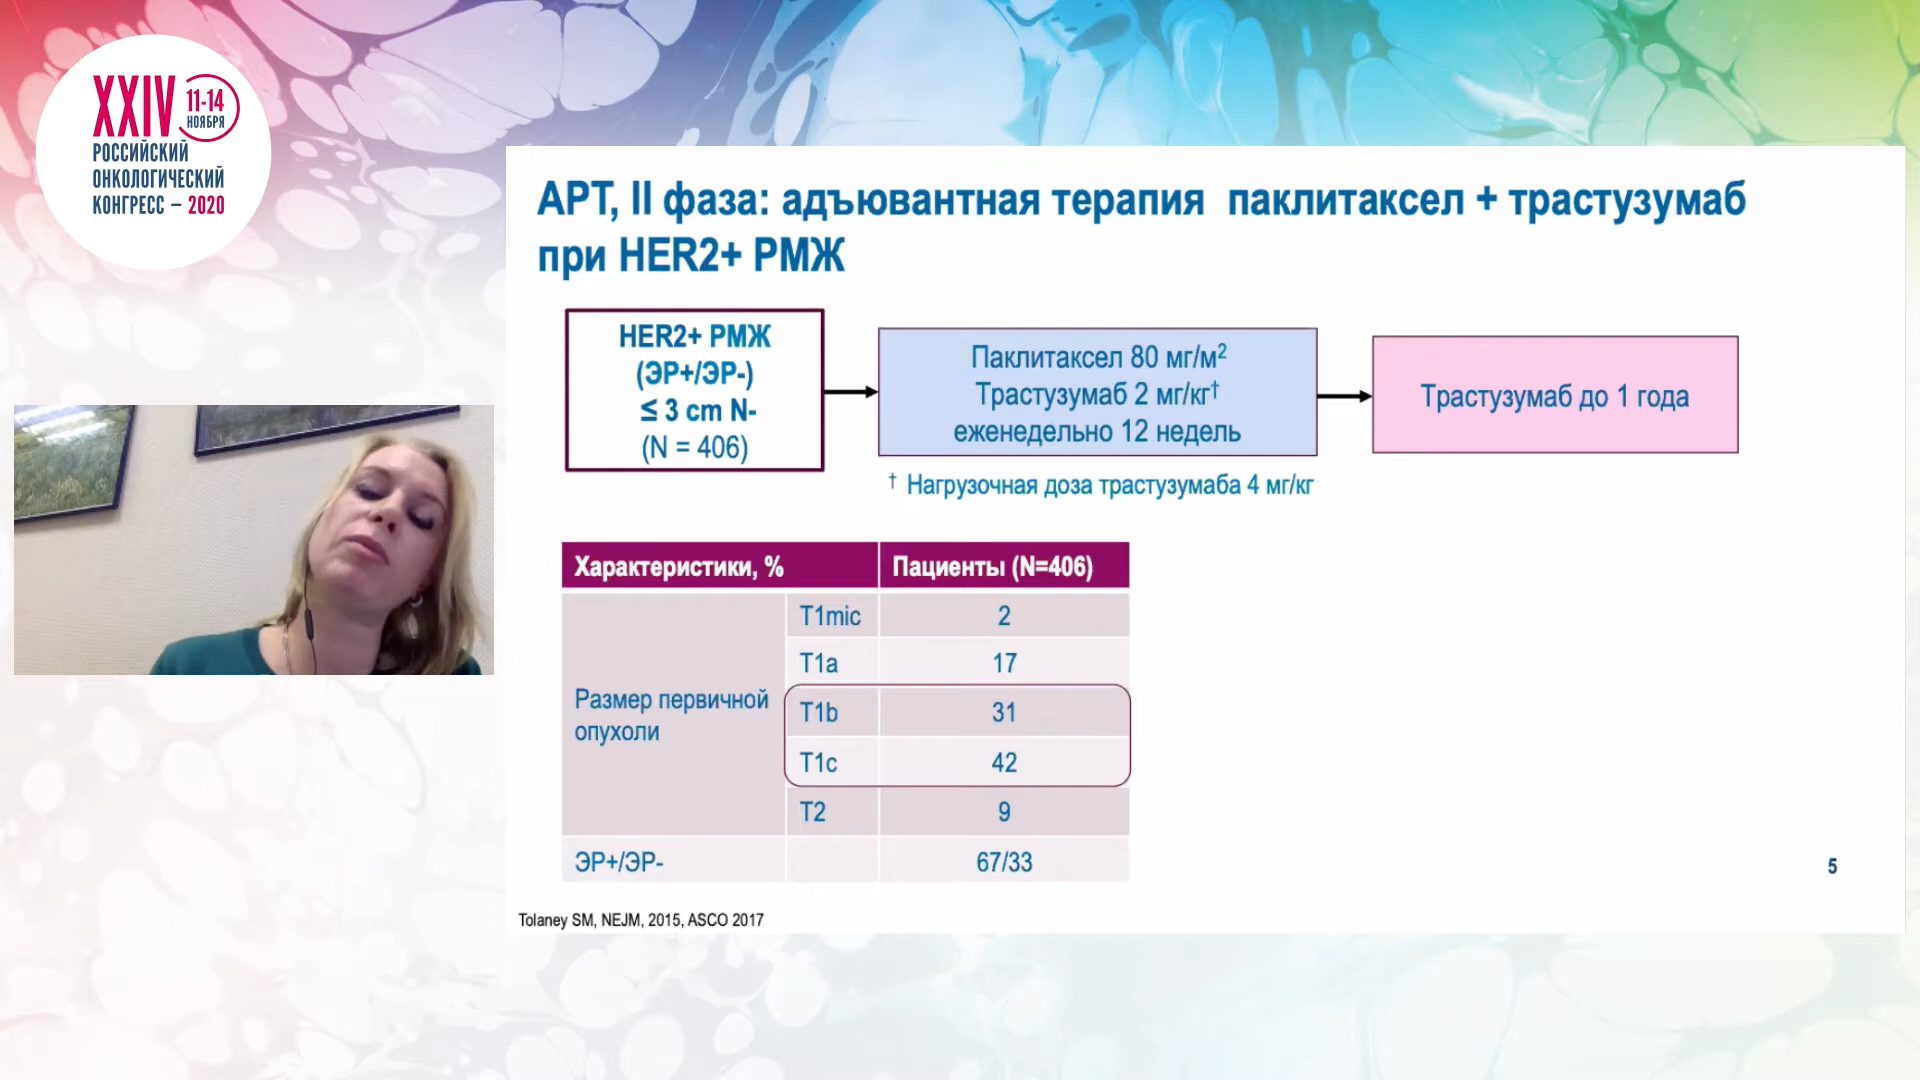 XXIV
11-14
НОЯБРЯ
РОССИЙСКИЙ
ОНКОЛОГИЧЕСКИЙ
КОНГРЕСС – 2020
APT, II фаза: адъювантная терапия паклитаксел + трастузумаб
при HER2+ РМЖ
HER2+ РМЖ
(ЭР+/ЭР-)
≤ 3 cm N-
(N = 406)
Паклитаксел 80 мг/м²
Трастузумаб 2 мг/кг†
еженедельно 12 недель
Трастузумаб до 1 года
† Нагрузочная доза трастузумаба 4 мг/кг
Характеристики, % Пациенты (N=406)
Размер первичной
опухоли
T1mic 2
T1a 17
T1b 31
T1c 42
T2 9
ЭР+/ЭР- 67/33
5
Tolaney SM, NEJM, 2015, ASCO 2017